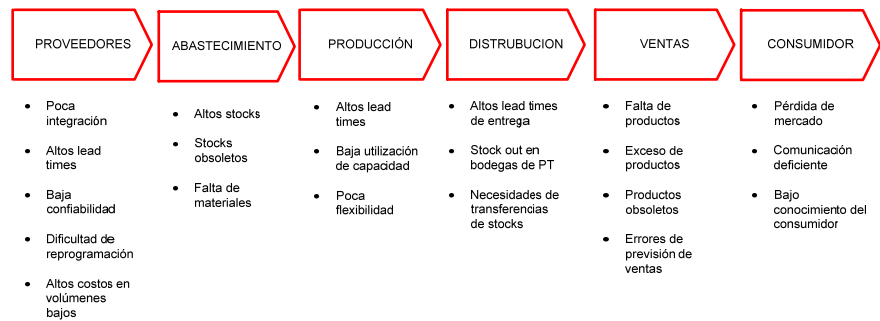 PROVEEDORES
ABASTECIMIENTO
PRODUCCIÓN
DISTRUBUCION
VENTAS
CONSUMIDOR
• Poca
integración
• Altos lead
times
• Baja
confiabilidad
• Dificultad de
reprogramación
• Altos costos en
volúmenes
bajos
• Altos stocks
• Stocks
obsoletos
• Falta de
materiales
• Altos lead
times
• Baja utilización
de capacidad
• Poca
flexibilidad
• Altos lead times
de entrega
• Stock out en
bodegas de PT
• Necesidades de
transferencias
de stocks
• Falta de
productos
• Exceso de
productos
• Productos
obsoletos
• Errores de
previsión de
ventas
• Pérdida de
mercado
• Comunicación
deficiente
• Bajo
conocimiento del
consumidor